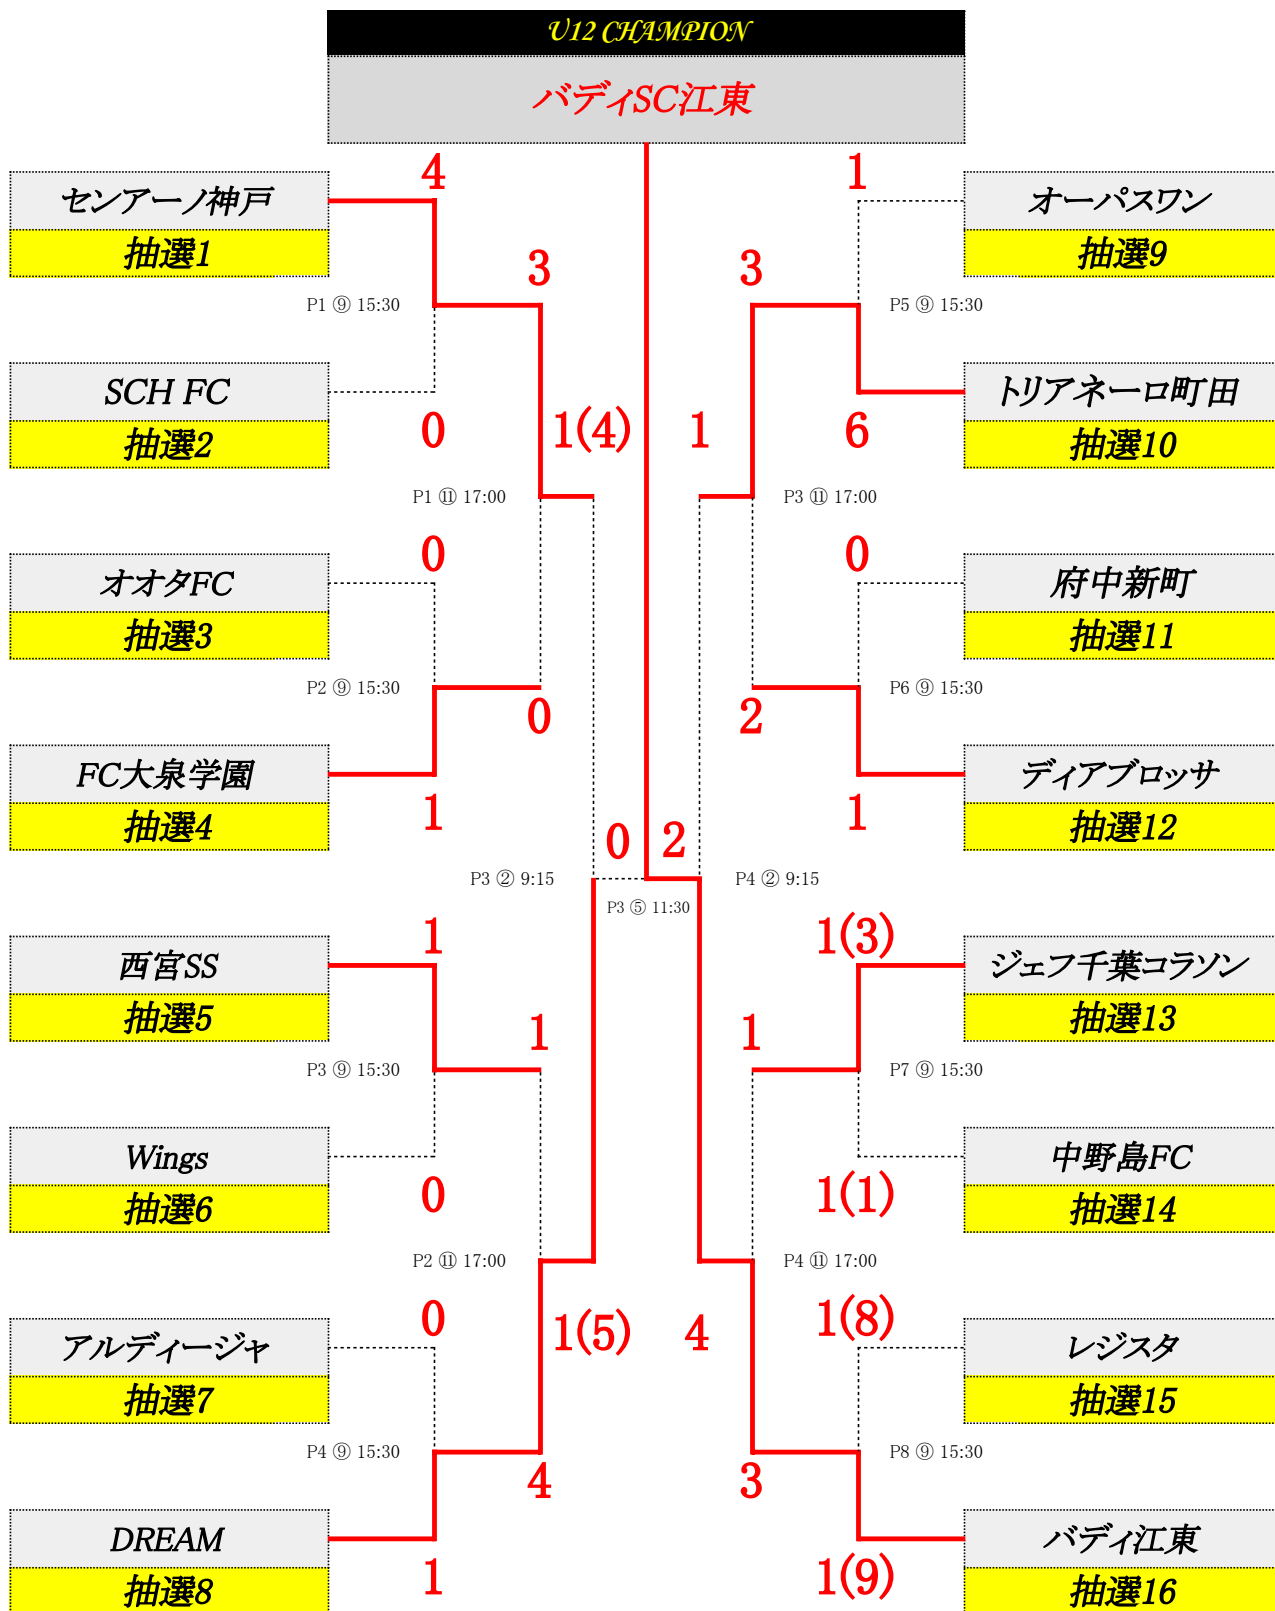 U12 CHAMPION
バディSC江東
4
1
センアーノ神戸
オーパスワン
抽選1
抽選9
3
3
P1 ⑨ 15:30
P5 ⑨ 15:30
SCH FC
トリアネーロ町田
抽選2
抽選10
0
1(4)
1
6
P1 ⑪ 17:00
P3 ⑪ 17:00
0
0
オオタFC
府中新町
抽選3
抽選11
P2 ⑨ 15:30
P6 ⑨ 15:30
0
2
FC大泉学園
ディアブロッサ
抽選4
抽選12
1
1
0
2
P3 ② 9:15
P4 ② 9:15
P3 ⑤ 11:30
1
1(3)
西宮SS
ジェフ千葉コラソン
抽選5
抽選13
1
1
P3 ⑨ 15:30
P7 ⑨ 15:30
Wings
中野島FC
抽選6
抽選14
0
1(1)
P2 ⑪ 17:00
P4 ⑪ 17:00
0
1(5)
4
1(8)
アルディージャ
レジスタ
抽選7
抽選15
P4 ⑨ 15:30
P8 ⑨ 15:30
4
3
DREAM
バディ江東
抽選8
抽選16
1
1(9)